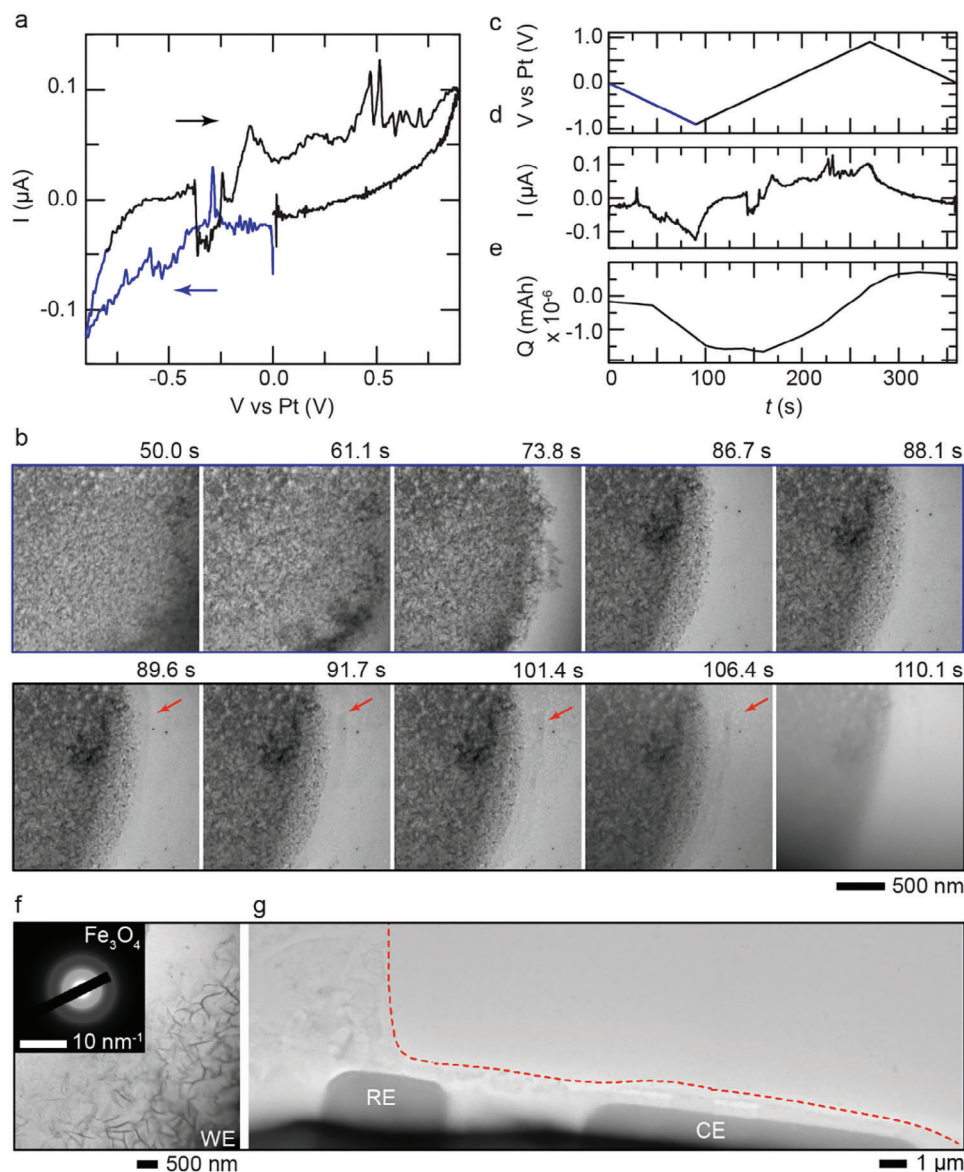 a
0.1
0.0
-0.1
I (µA)
-0.5
0.0
0.5
V vs Pt (V)
c
1.0
0.0
-1.0
V vs Pt (V)
d
0.1
0.0
-0.1
I (µA)
e
0.0
-1.0
Q (mAh)
x 10⁻⁶
0
100
200
300
t (s)
b
50.0 s
61.1 s
73.8 s
86.7 s
88.1 s
89.6 s
91.7 s
101.4 s
106.4 s
110.1 s
500 nm
f
Fe₃O₄
10 nm⁻¹
WE
500 nm
g
RE
CE
1 µm